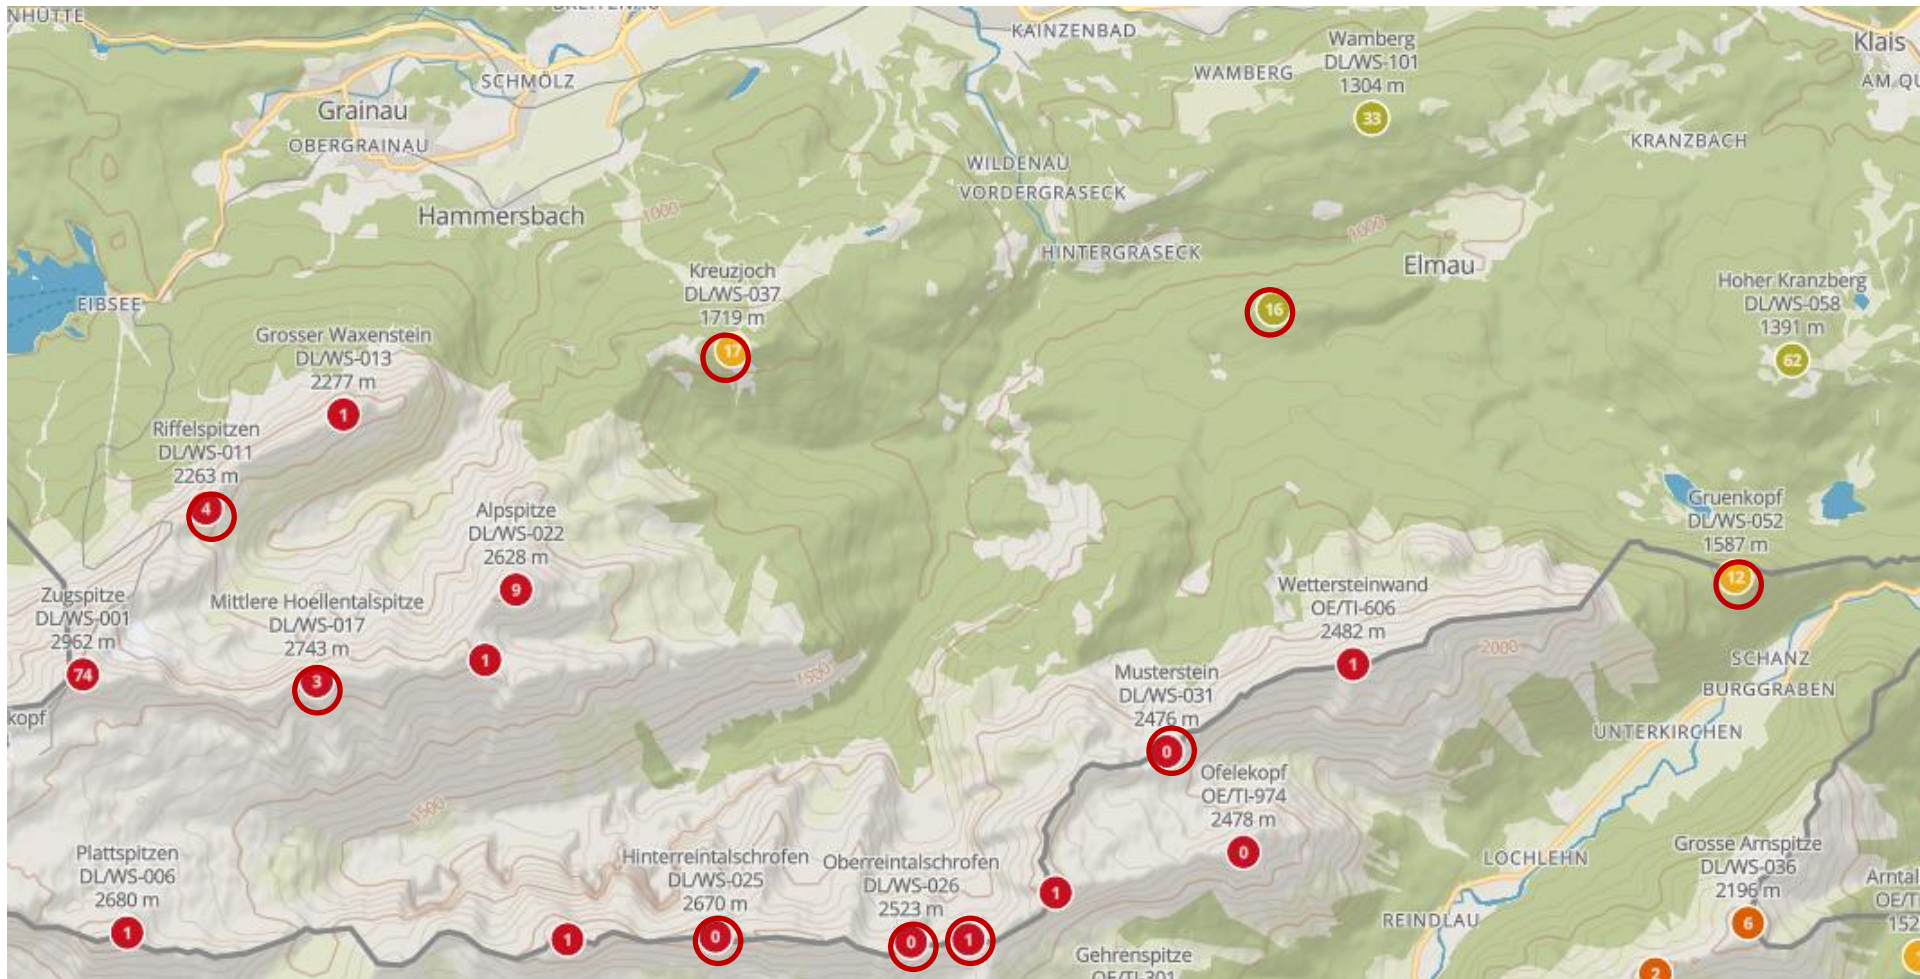 NHÜTTE
KAINZENBAD
Wamberg
DL/WS-101
1304 m
33
WAMBERG
Klais
SCHMÖLZ
Grainau
OBERGRAINAU
KRANZBACH
WILDENAU
VORDERGRASECK
Hammersbach
1000
1000
HINTERGRASECK
Elmau
EIBSEE
Kreuzjoch
DL/WS-037
1719 m
17
16
Hoher Kranzberg
DL/WS-058
1391 m
62
Grosser Waxenstein
DL/WS-013
2277 m
1
Riffelspitzen
DL/WS-011
2263 m
4
Alpspitze
DL/WS-022
2628 m
9
Gruenkopf
DL/WS-052
1587 m
12
Zugspitze
DL/WS-001
2962 m
74
Mittlere Hoellentalspitze
DL/WS-017
2743 m
3
1
1500
Wettersteinwand
OE/TI-606
2482 m
1
2000
SCHANZ
BURGGRABEN
UNTERKIRCHEN
Musterstein
DL/WS-031
2476 m
0
kopf
Ofelekopf
OE/TI-974
2478 m
0
1500
Plattspitzen
DL/WS-006
2680 m
1
1
Hinterreintalschrofen
DL/WS-025
2670 m
0
Oberreintalschrofen
DL/WS-026
2523 m
0
1
1
LOCHLEHN
REINDLAU
Grosse Arnspitze
DL/WS-036
2196 m
6
Arntal
OE/T
152
Gehrenspitze
OE/TI-301
2